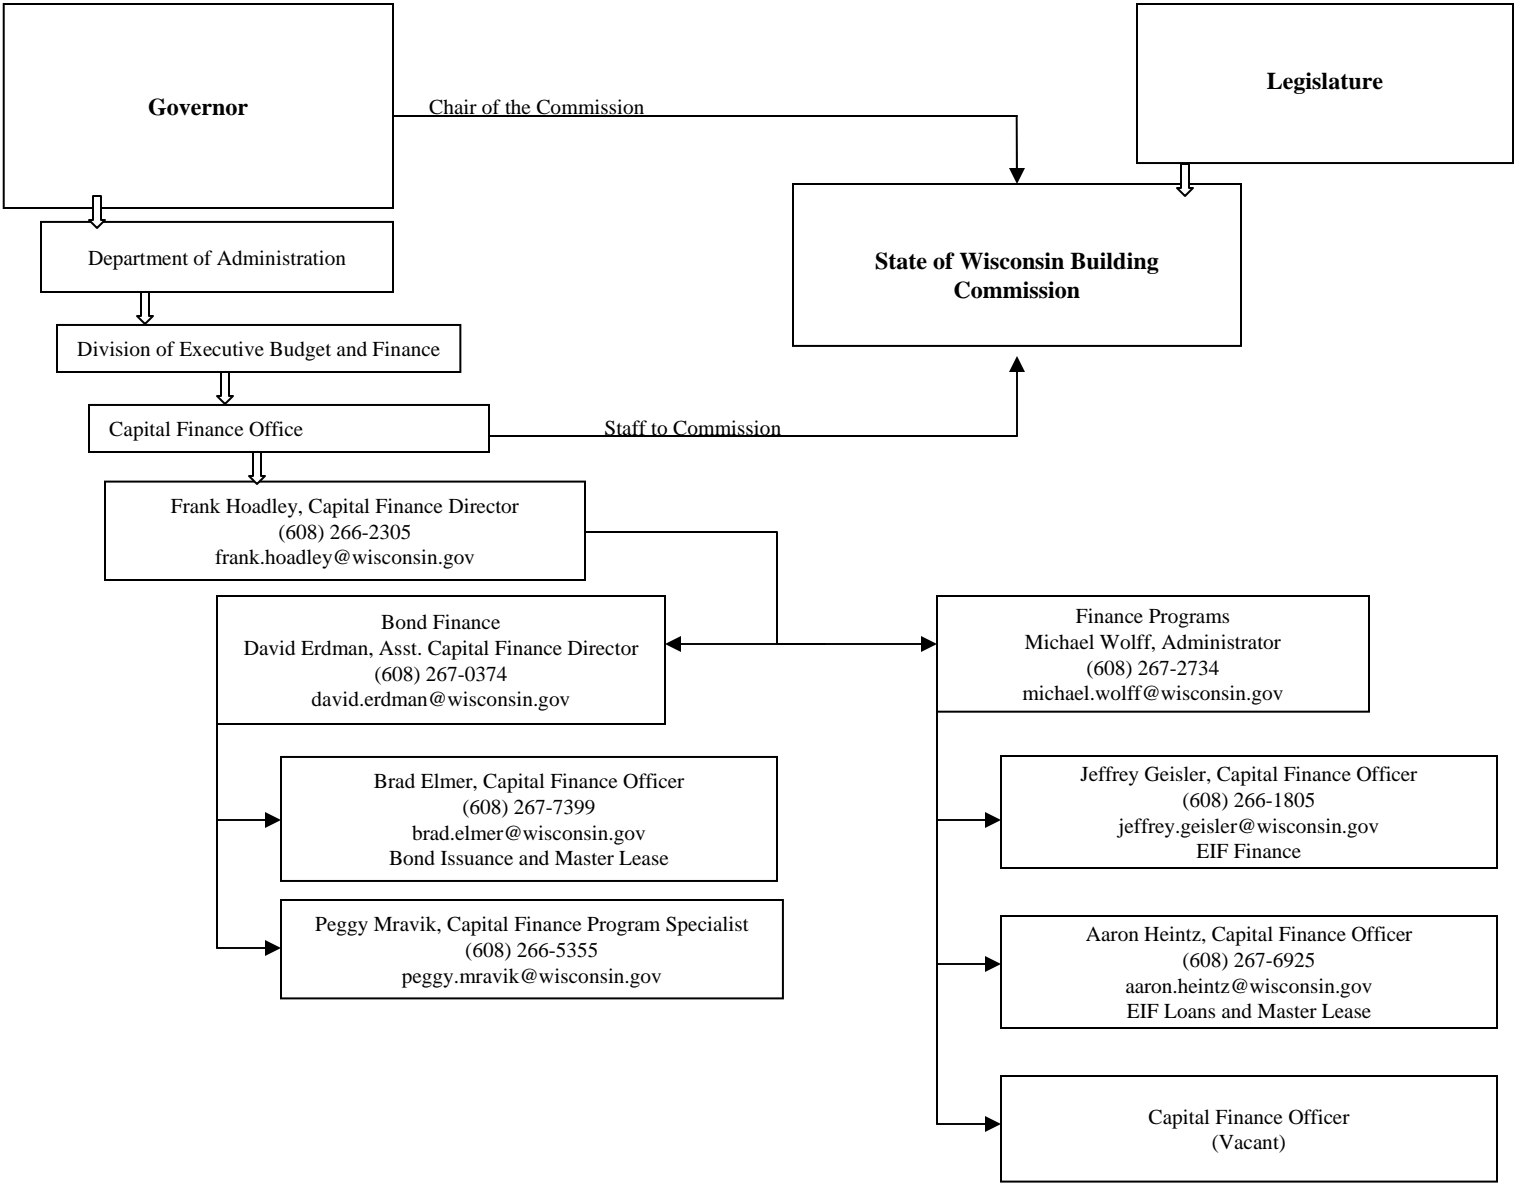 Governor
Chair of the Commission
Legislature
Department of Administration
State of Wisconsin Building
Commission
Division of Executive Budget and Finance
Capital Finance Office
Staff to Commission
Frank Hoadley, Capital Finance Director
(608) 266-2305
frank.hoadley@wisconsin.gov
Bond Finance
David Erdman, Asst. Capital Finance Director
(608) 267-0374
david.erdman@wisconsin.gov
Finance Programs
Michael Wolff, Administrator
(608) 267-2734
michael.wolff@wisconsin.gov
Brad Elmer, Capital Finance Officer
(608) 267-7399
brad.elmer@wisconsin.gov
Bond Issuance and Master Lease
Peggy Mravik, Capital Finance Program Specialist
(608) 266-5355
peggy.mravik@wisconsin.gov
Jeffrey Geisler, Capital Finance Officer
(608) 266-1805
jeffrey.geisler@wisconsin.gov
EIF Finance
Aaron Heintz, Capital Finance Officer
(608) 267-6925
aaron.heintz@wisconsin.gov
EIF Loans and Master Lease
Capital Finance Officer
(Vacant)